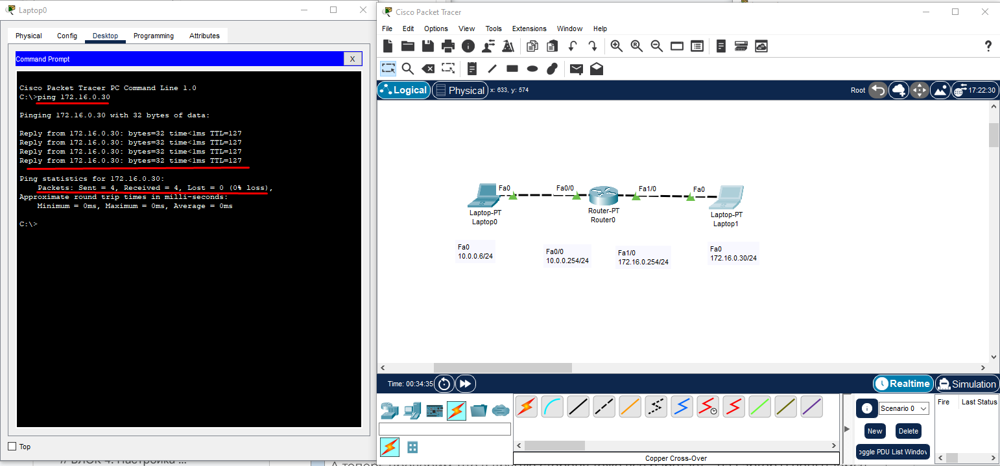 Laptop0
Physical Config Desktop Programming Attributes
Command Prompt
X
Cisco Packet Tracer PC Command Line 1.0
C:\>ping 172.16.0.30
Pinging 172.16.0.30 with 32 bytes of data:
Reply from 172.16.0.30: bytes=32 time<1ms TTL=127
Reply from 172.16.0.30: bytes=32 time<1ms TTL=127
Reply from 172.16.0.30: bytes=32 time<1ms TTL=127
Reply from 172.16.0.30: bytes=32 time<1ms TTL=127
Ping statistics for 172.16.0.30:
Packets: Sent = 4, Received = 4, Lost = 0 (0% loss),
Approximate round trip times in milli-seconds:
Minimum = 0ms, Maximum = 0ms, Average = 0ms
C:\>
Top
Cisco Packet Tracer
File Edit Options View Tools Extensions Window Help
Logical Physical x: 633, y: 574 Root 17:22:30
Fa0 Fa0/0 Fa1/0 Fa0
Laptop-PT
Laptop0
Router-PT
Router0
Laptop-PT
Laptop1
Fa0
10.0.0.6/24
Fa0/0
10.0.0.254/24
Fa1/0
172.16.0.254/24
Fa0
172.16.0.30/24
Time: 00:34:35 Realtime Simulation
Scenario 0
New Delete
oggle PDU List Window
Fire Last Status
Copper Cross-Over